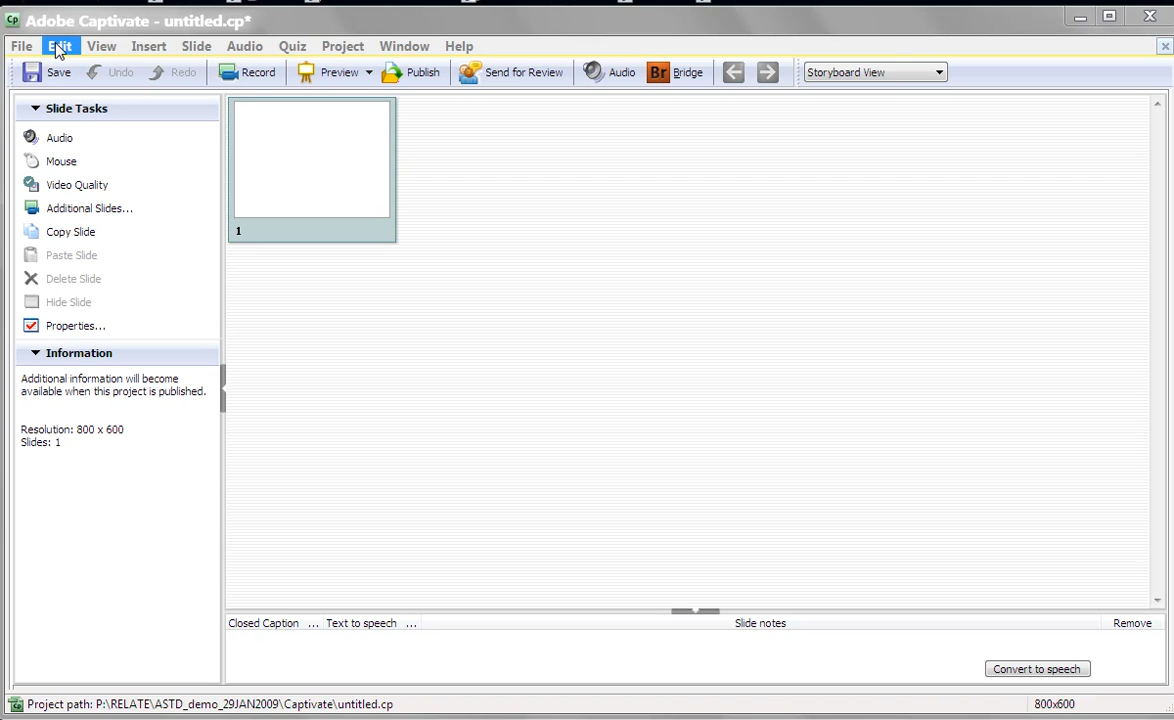 Cp Adobe Captivate - untitled.cp*
File Edit View Insert Slide Audio Quiz Project Window Help
Save Undo Redo Record Preview Publish Send for Review Audio Br Bridge Storyboard View
Slide Tasks
Audio
Mouse
Video Quality
Additional Slides...
Copy Slide
Paste Slide
Delete Slide
Hide Slide
Properties...
Information
Additional information will become
available when this project is published.
Resolution: 800 x 600
Slides: 1
1
Closed Caption ... Text to speech ... Slide notes Remove
Convert to speech
Project path: P:\RELATE\ASTD_demo_29JAN2009\Captivate\untitled.cp 800x600